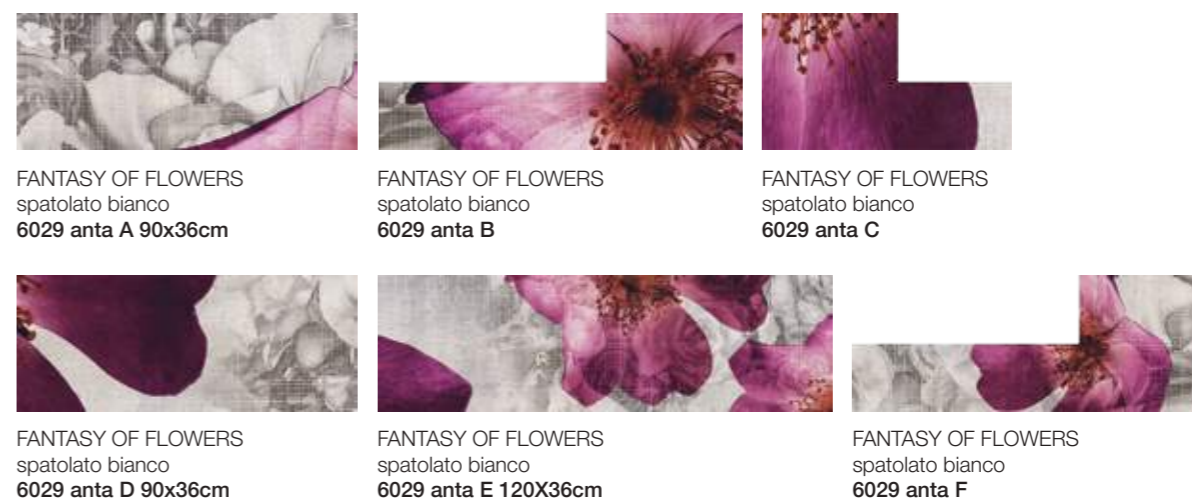 FANTASY OF FLOWERS
spatolato bianco
6029 anta A 90x36cm
FANTASY OF FLOWERS
spatolato bianco
6029 anta B
FANTASY OF FLOWERS
spatolato bianco
6029 anta C
FANTASY OF FLOWERS
spatolato bianco
6029 anta D 90x36cm
FANTASY OF FLOWERS
spatolato bianco
6029 anta E 120X36cm
FANTASY OF FLOWERS
spatolato bianco
6029 anta F